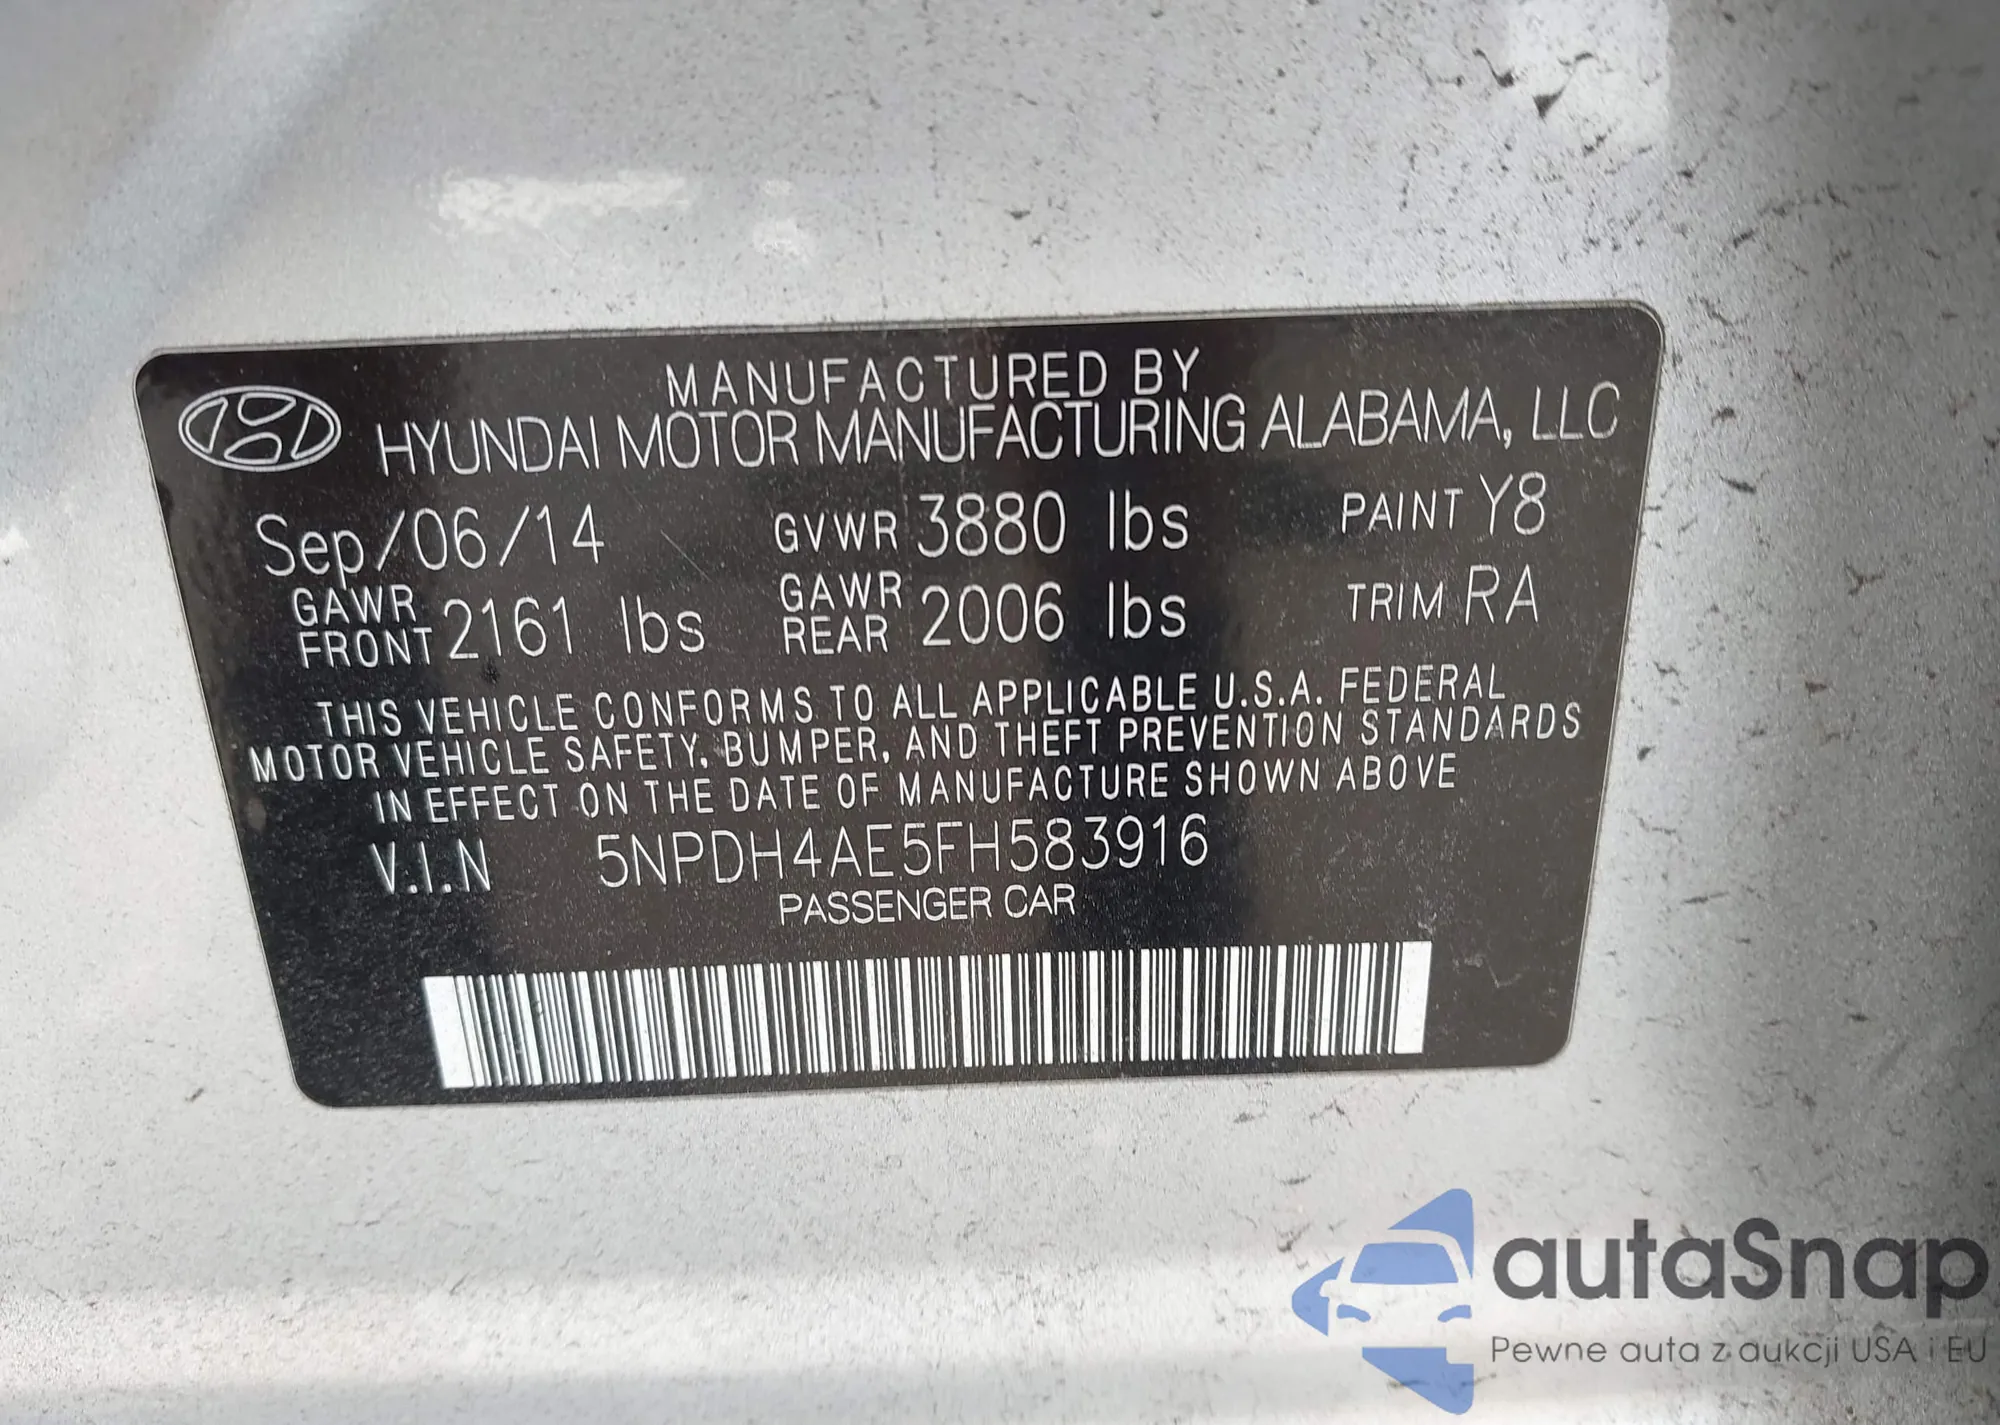 MANUFACTURED BY
HYUNDAI MOTOR MANUFACTURING ALABAMA, LLC
Sep/06/14 GVWR 3880 lbs PAINT Y8
GAWR FRONT 2161 lbs GAWR REAR 2006 lbs TRIM RA
THIS VEHICLE CONFORMS TO ALL APPLICABLE U.S.A. FEDERAL
MOTOR VEHICLE SAFETY, BUMPER, AND THEFT PREVENTION STANDARDS
IN EFFECT ON THE DATE OF MANUFACTURE SHOWN ABOVE
V.I.N 5NPDH4AE5FH583916
PASSENGER CAR
autaSnap
Pewne auta z aukcji USA i EU